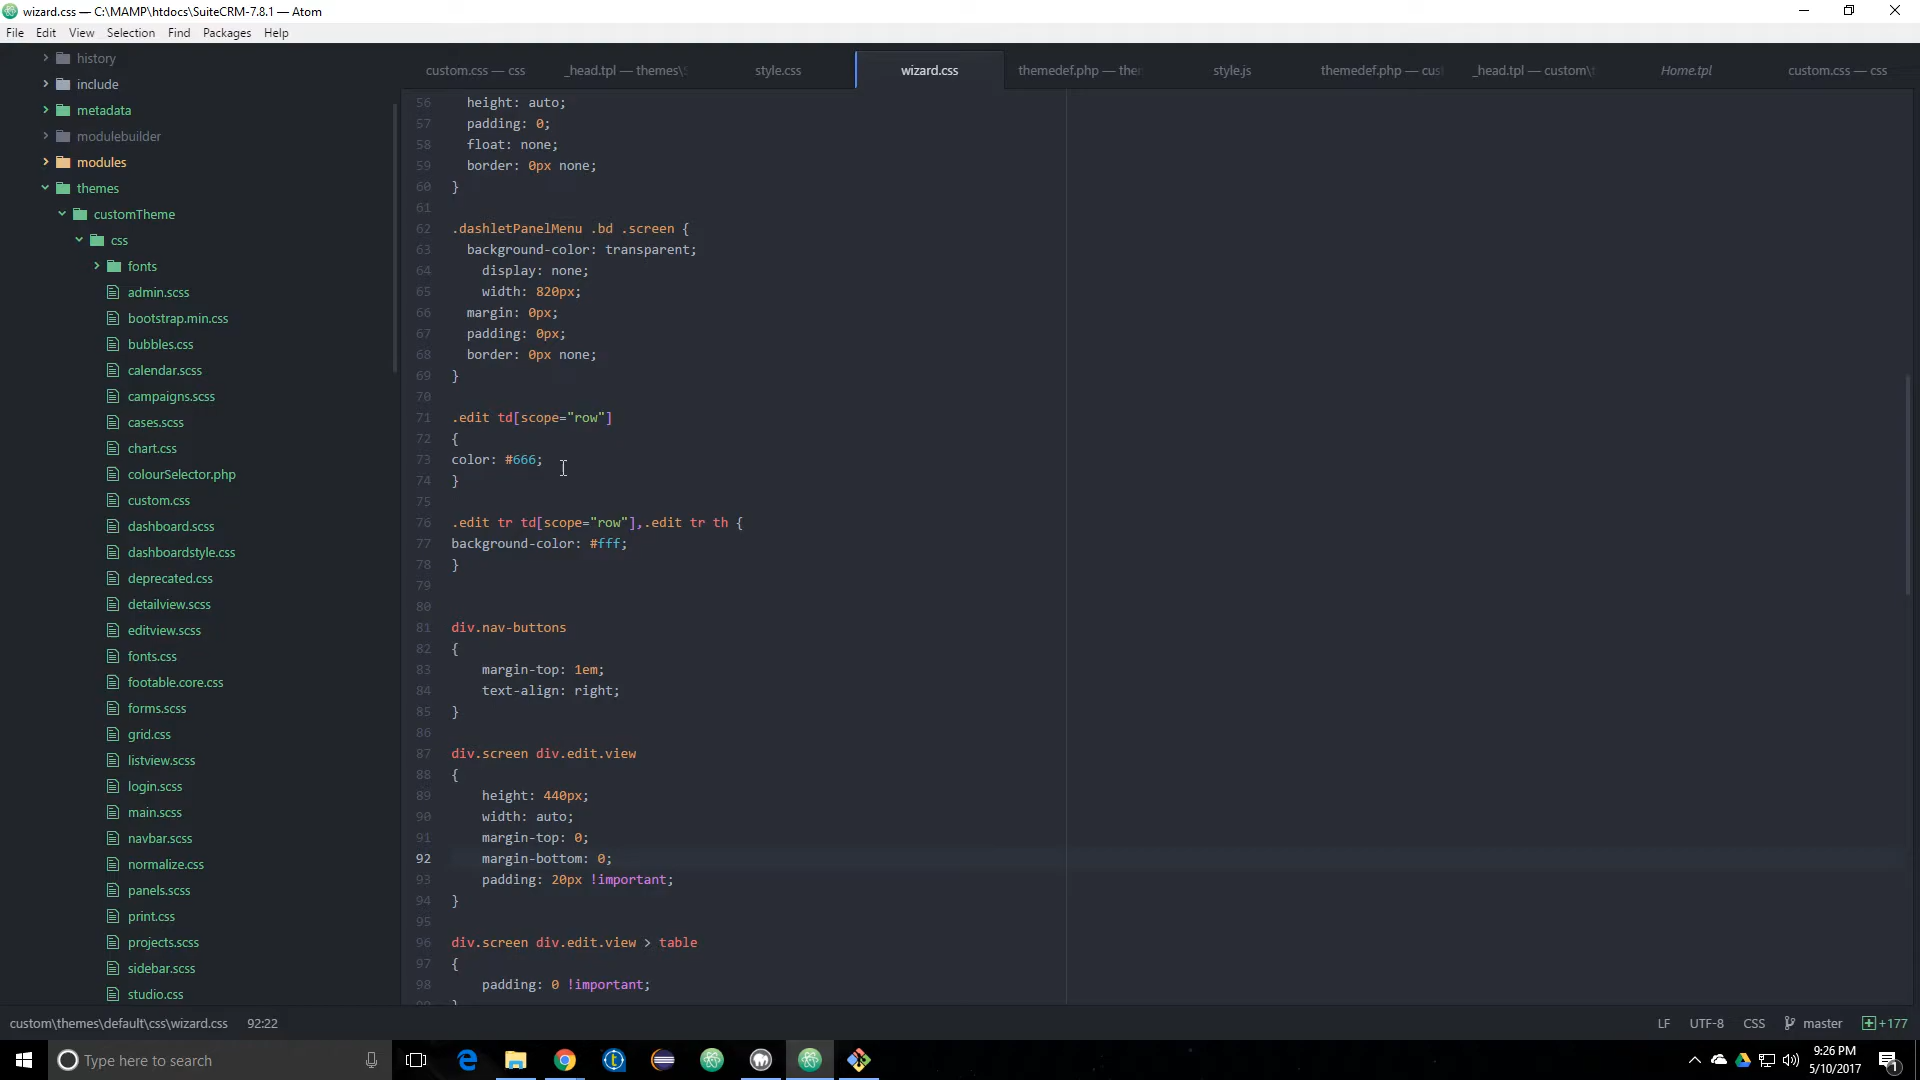 wizard.css — C:\MAMP\htdocs\SuiteCRM-7.8.1 — Atom
File Edit View Selection Find Packages Help
history
include
metadata
modulebuilder
modules
themes
customTheme
css
fonts
admin.scss
bootstrap.min.css
bubbles.css
calendar.scss
campaigns.scss
cases.scss
chart.css
colourSelector.php
custom.css
dashboard.scss
dashboardstyle.css
deprecated.css
detailview.scss
editview.scss
fonts.css
footable.core.css
forms.scss
grid.css
listview.scss
login.scss
main.scss
navbar.scss
normalize.css
panels.scss
print.css
projects.scss
sidebar.scss
studio.css
custom.css — css _head.tpl — themes\ style.css wizard.css themedef.php — ther style.js themedef.php — cus _head.tpl — custom\t Home.tpl custom.css — css
56 height: auto;
57 padding: 0;
58 float: none;
59 border: 0px none;
60 }
61
62 .dashletPanelMenu .bd .screen {
63 background-color: transparent;
64 display: none;
65 width: 820px;
66 margin: 0px;
67 padding: 0px;
68 border: 0px none;
69 }
70
71 .edit td[scope="row"]
72 {
73 color: #666;
74 }
75
76 .edit tr td[scope="row"],.edit tr th {
77 background-color: #fff;
78 }
79
80
81 div.nav-buttons
82 {
83 margin-top: 1em;
84 text-align: right;
85 }
86
87 div.screen div.edit.view
88 {
89 height: 440px;
90 width: auto;
91 margin-top: 0;
92 margin-bottom: 0;
93 padding: 20px !important;
94 }
95
96 div.screen div.edit.view > table
97 {
98 padding: 0 !important;
custom\themes\default\css\wizard.css 92:22 LF UTF-8 CSS master +177
Type here to search
9:26 PM
5/10/2017
1